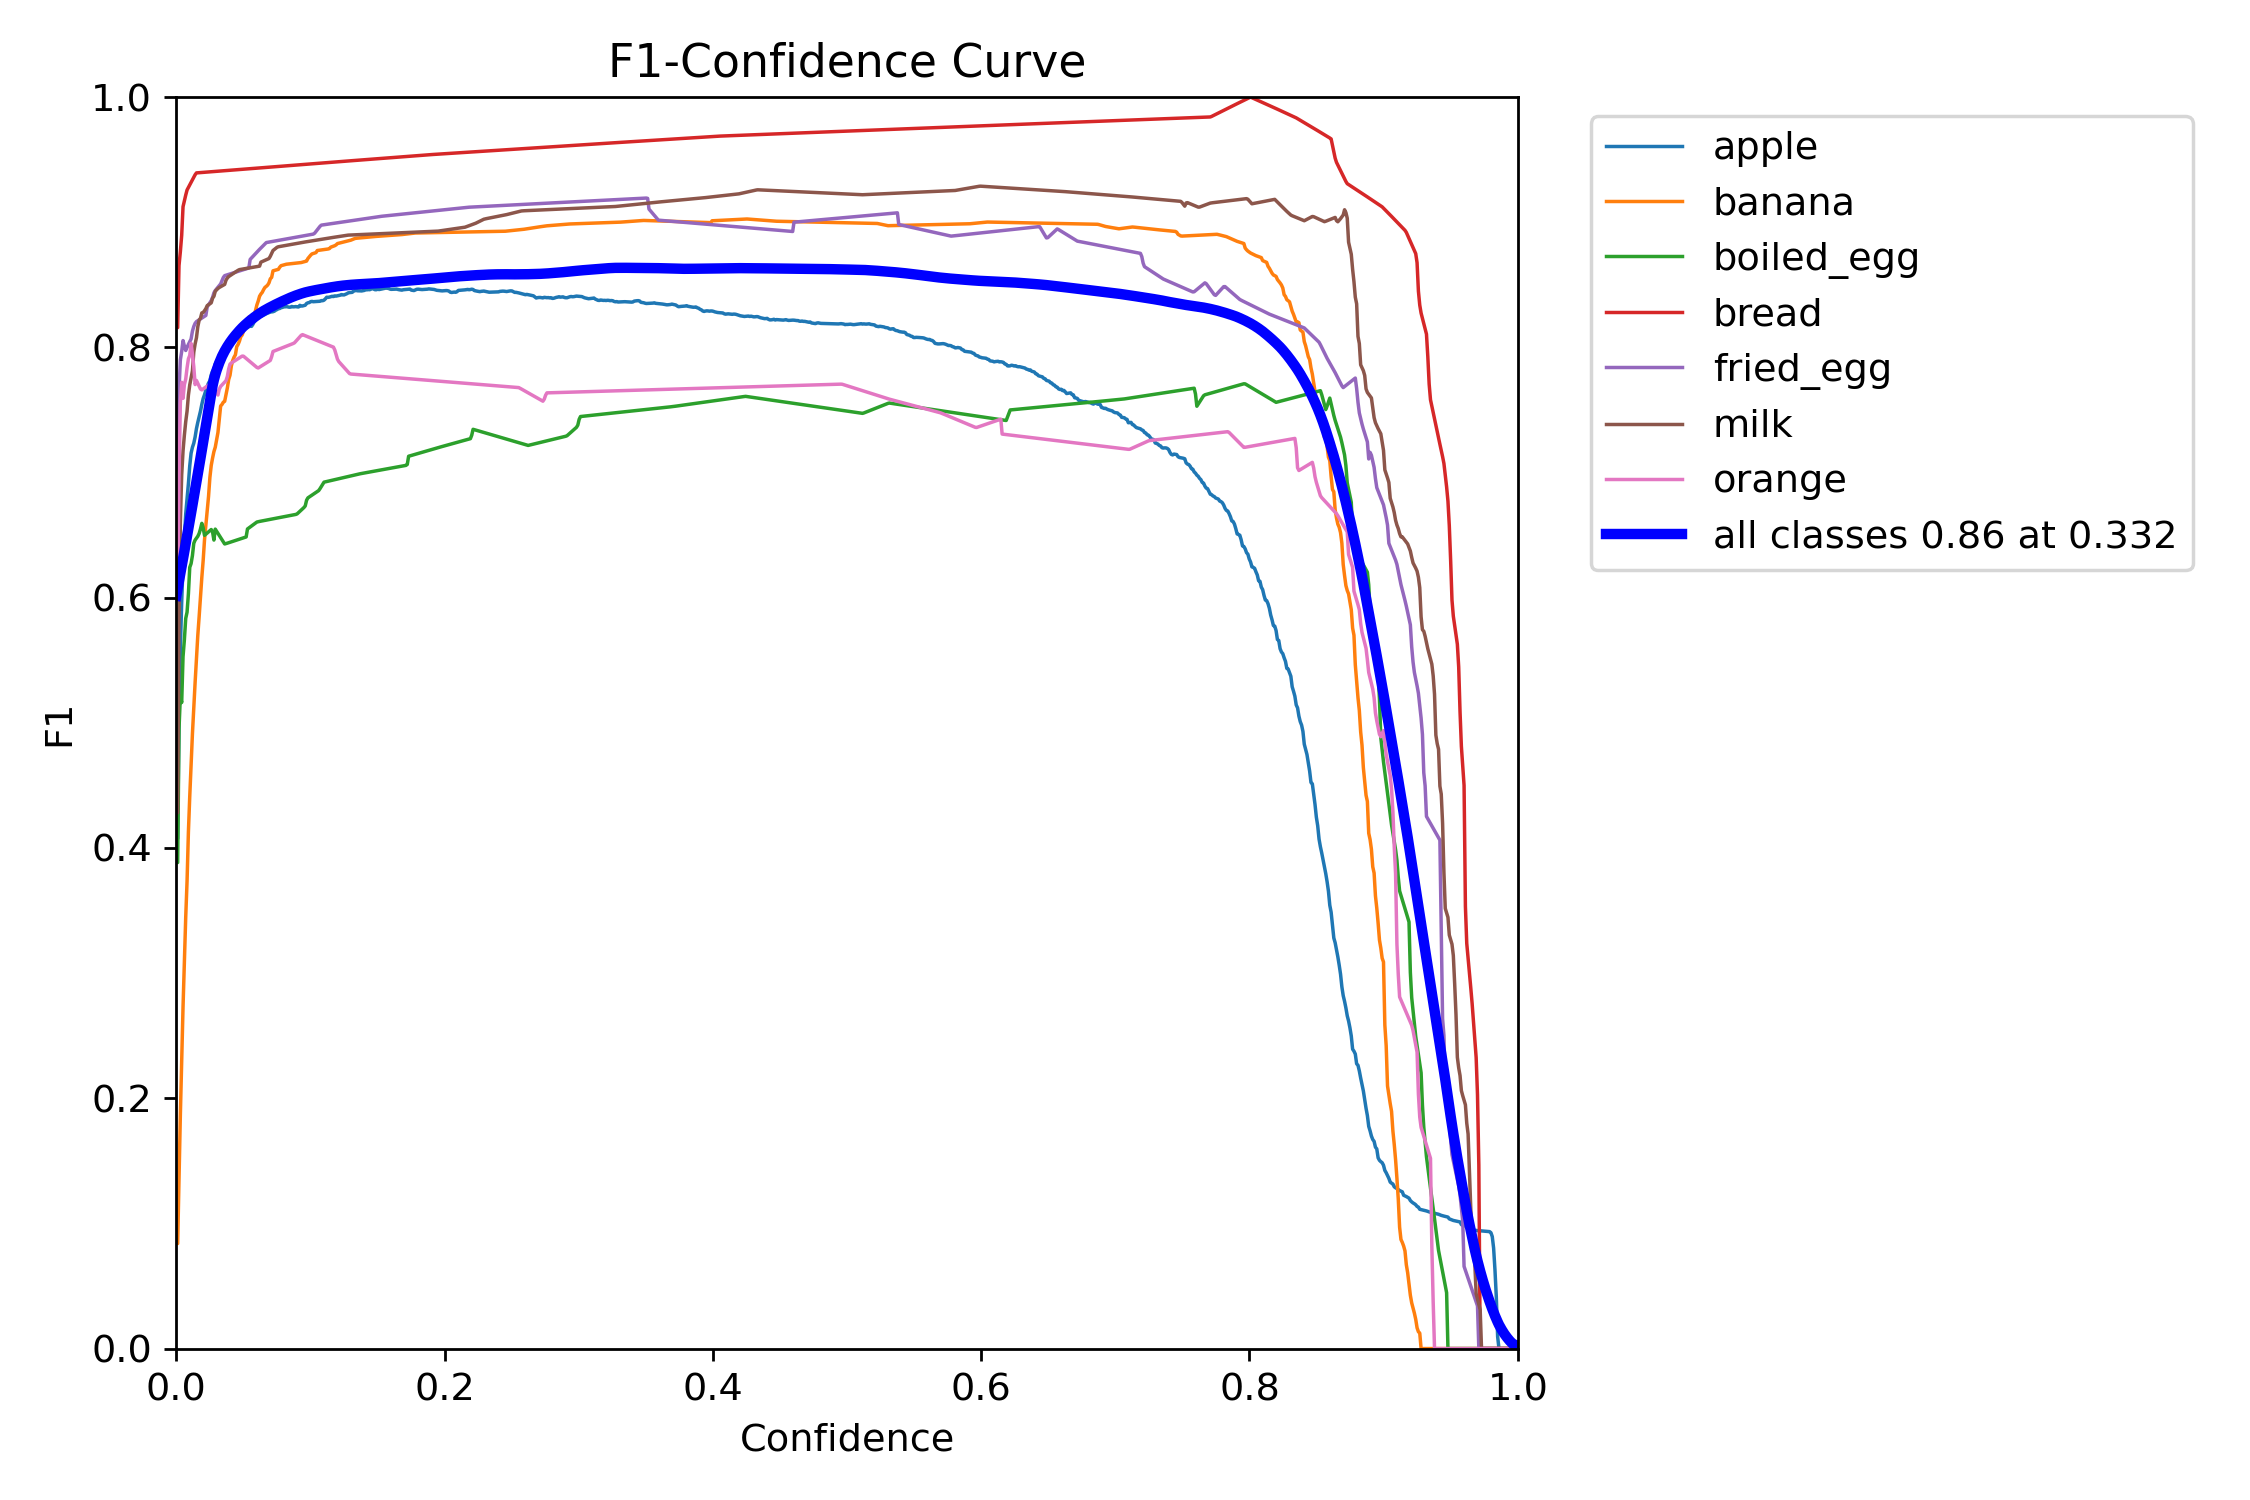 F1-Confidence Curve
1.0
0.8
0.6
0.4
0.2
0.0
F1
0.0 0.2 0.4 0.6 0.8 1.0
Confidence
apple
banana
boiled_egg
bread
fried_egg
milk
orange
all classes 0.86 at 0.332